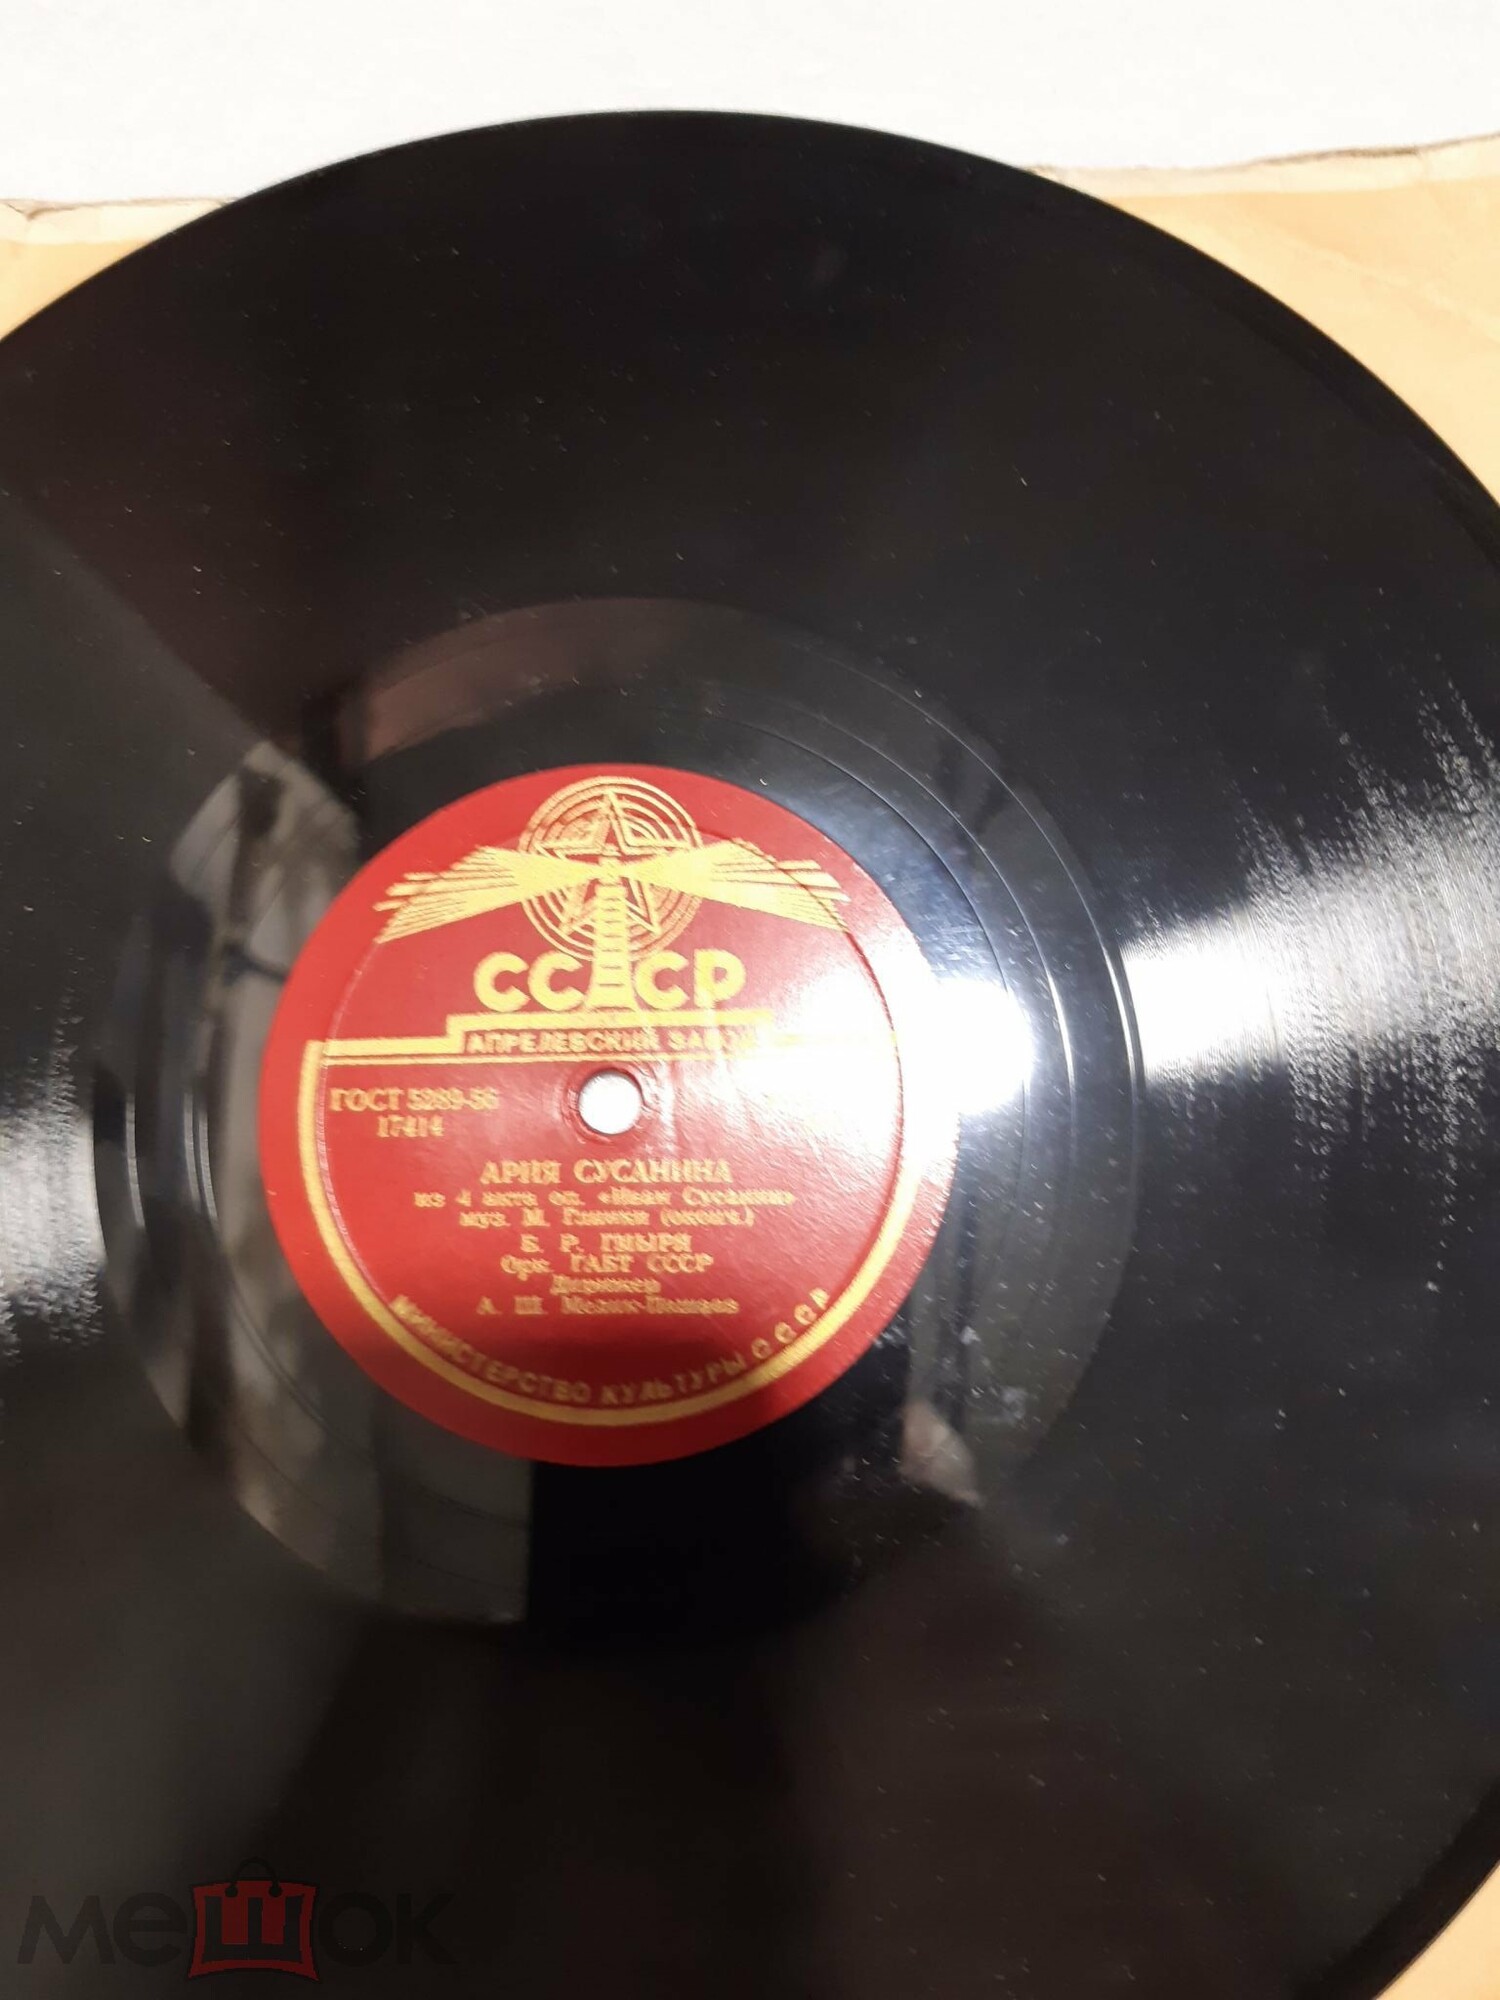 СССР
АПРЕЛЕВСКИЙ ЗАВОД
ГОСТ 5289-56
17414
АРИЯ СУСАНИНА
из 4 акта оп. «Иван Сусанин»
муз. М. Глинки (оконч.)
Б. Р. ГМЫРЯ
Орк. ГАБТ СССР
Дирижер
А. Ш. Мелик-Пашаев
МИНИСТЕРСТВО КУЛЬТУРЫ СССР
мешок